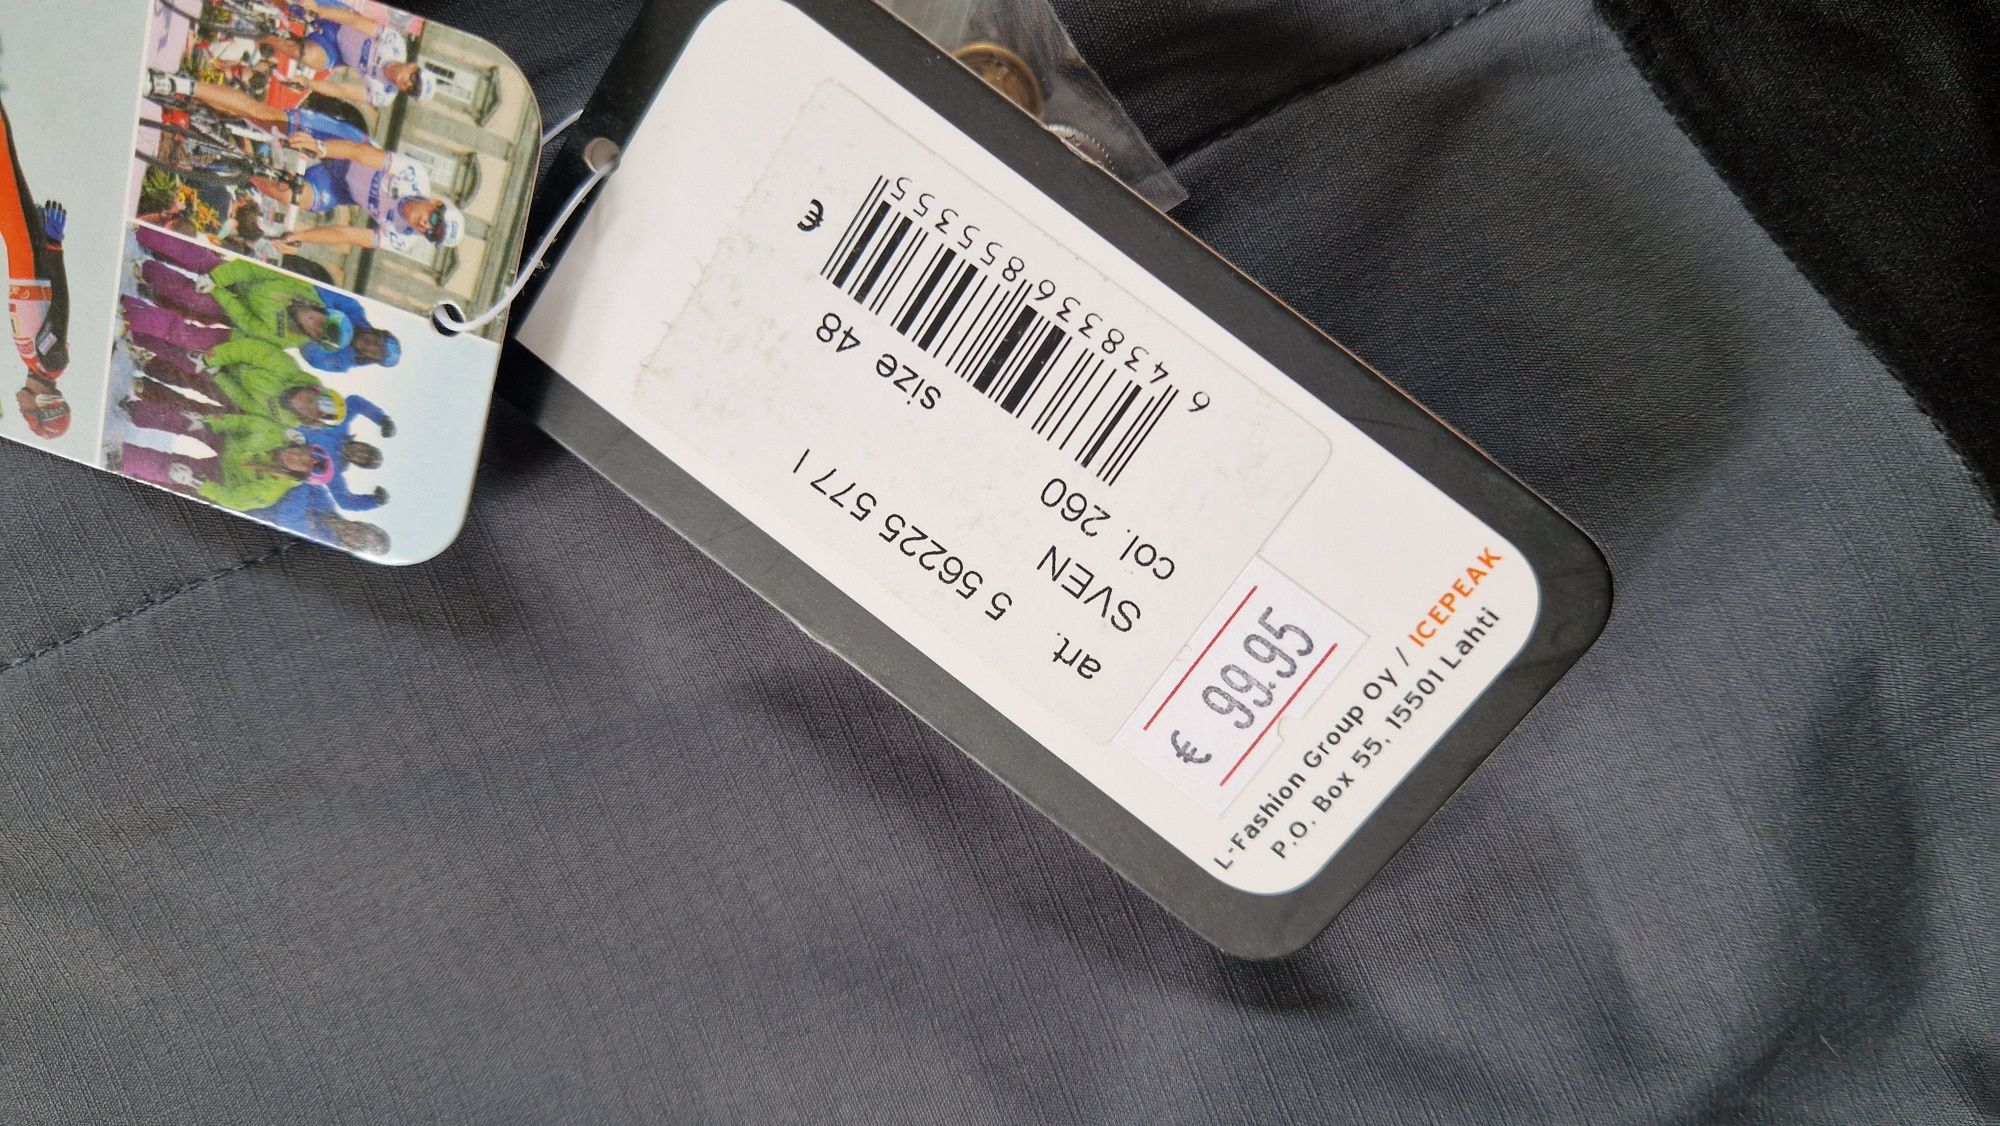 art. 5 56225 577 I
SVEN
col. 260
size 48
6 438336 855355
€
€ 99.95
L-Fashion Group Oy / ICEPEAK
P.O. Box 55, 15501 Lahti